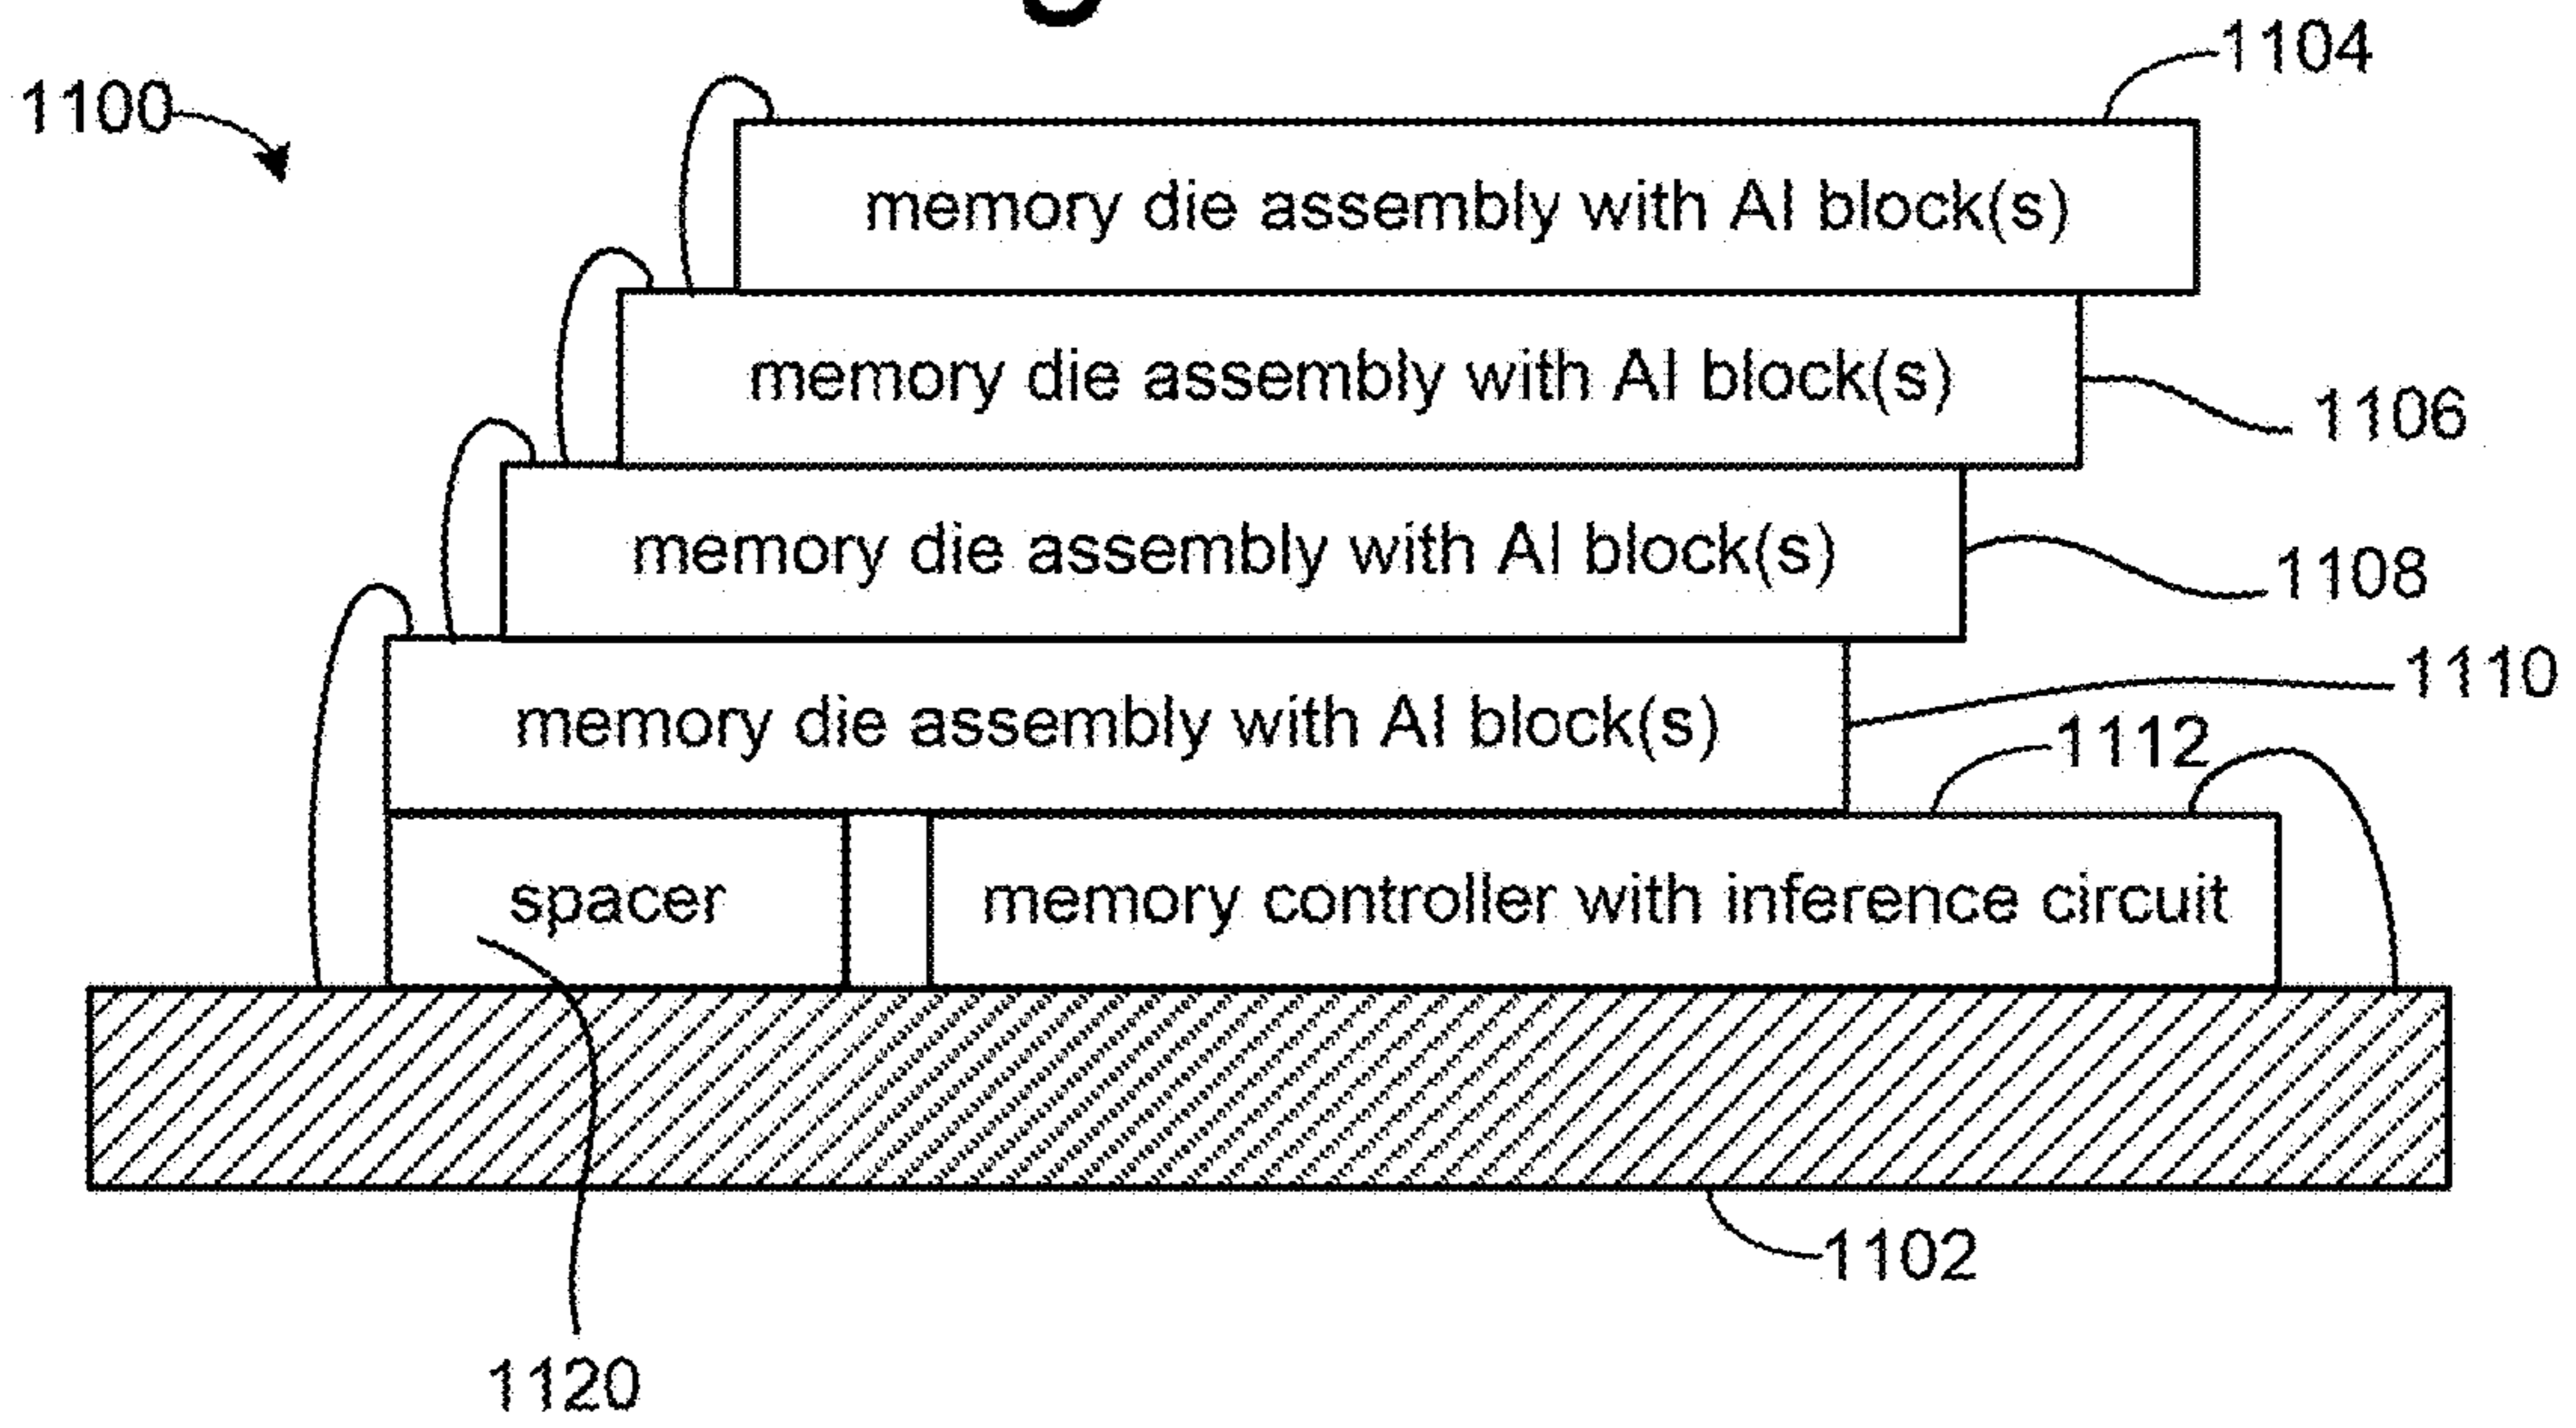 1104
1100
memory die assembly with AI block(s)
memory die assembly with AI block(s)
1106
memory die assembly with AI block(s)
1108
memory die assembly with AI block(s)
1110
1112
spacer
memory controller with inference circuit
1102
1120